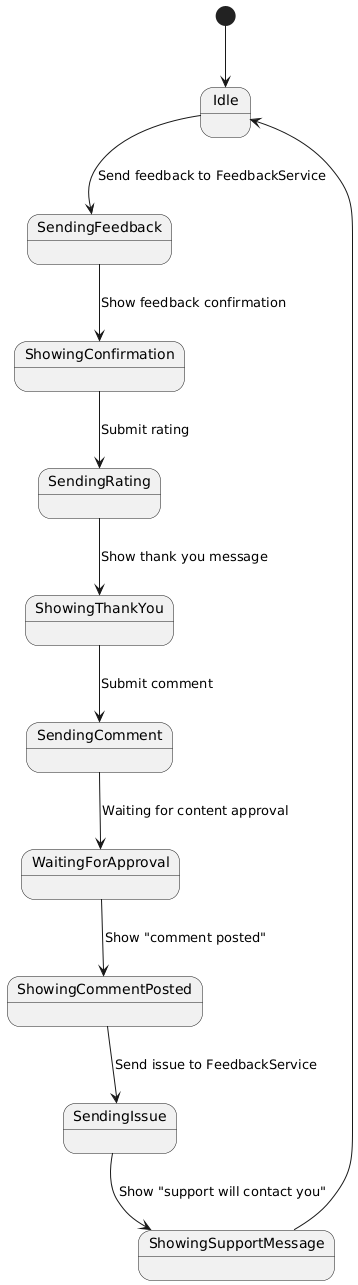 Idle
Send feedback to FeedbackService
SendingFeedback
Show feedback confirmation
ShowingConfirmation
Submit rating
SendingRating
Show thank you message
ShowingThankYou
Submit comment
SendingComment
Waiting for content approval
WaitingForApproval
Show "comment posted"
ShowingCommentPosted
Send issue to FeedbackService
SendingIssue
Show "support will contact you"
ShowingSupportMessage